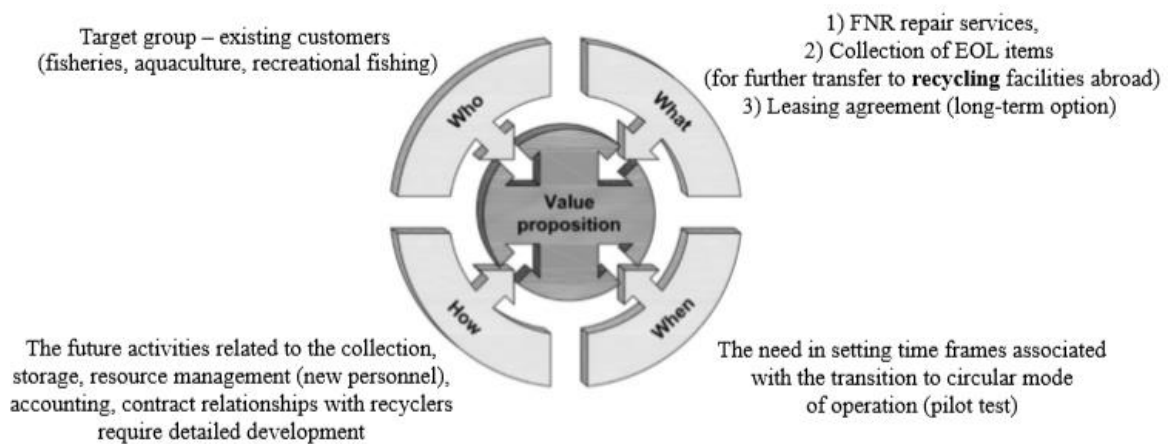 Target group – existing customers
(fisheries, aquaculture, recreational fishing)
1) FNR repair services,
2) Collection of EOL items
(for further transfer to recycling facilities abroad)
3) Leasing agreement (long-term option)
Who
What
Value
proposition
How
When
The future activities related to the collection,
storage, resource management (new personnel),
accounting, contract relationships with recyclers
require detailed development
The need in setting time frames associated
with the transition to circular mode
of operation (pilot test)